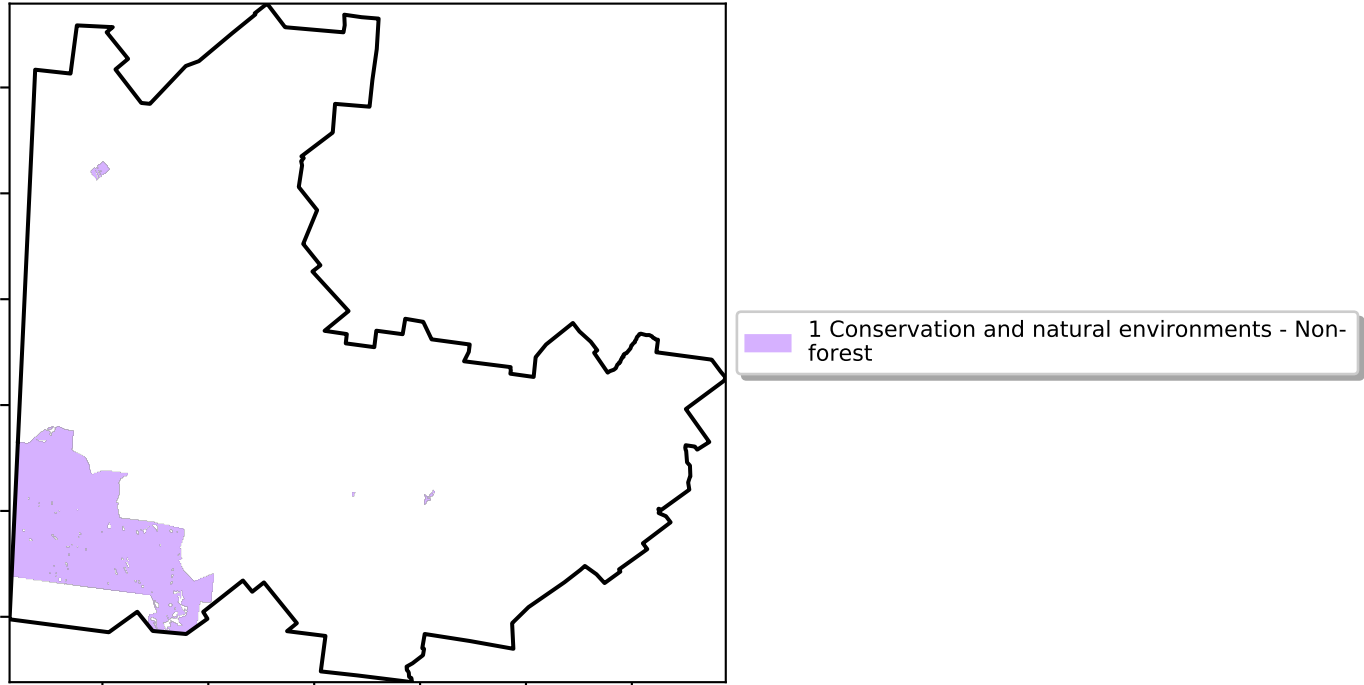 1 Conservation and natural environments - Non-
forest